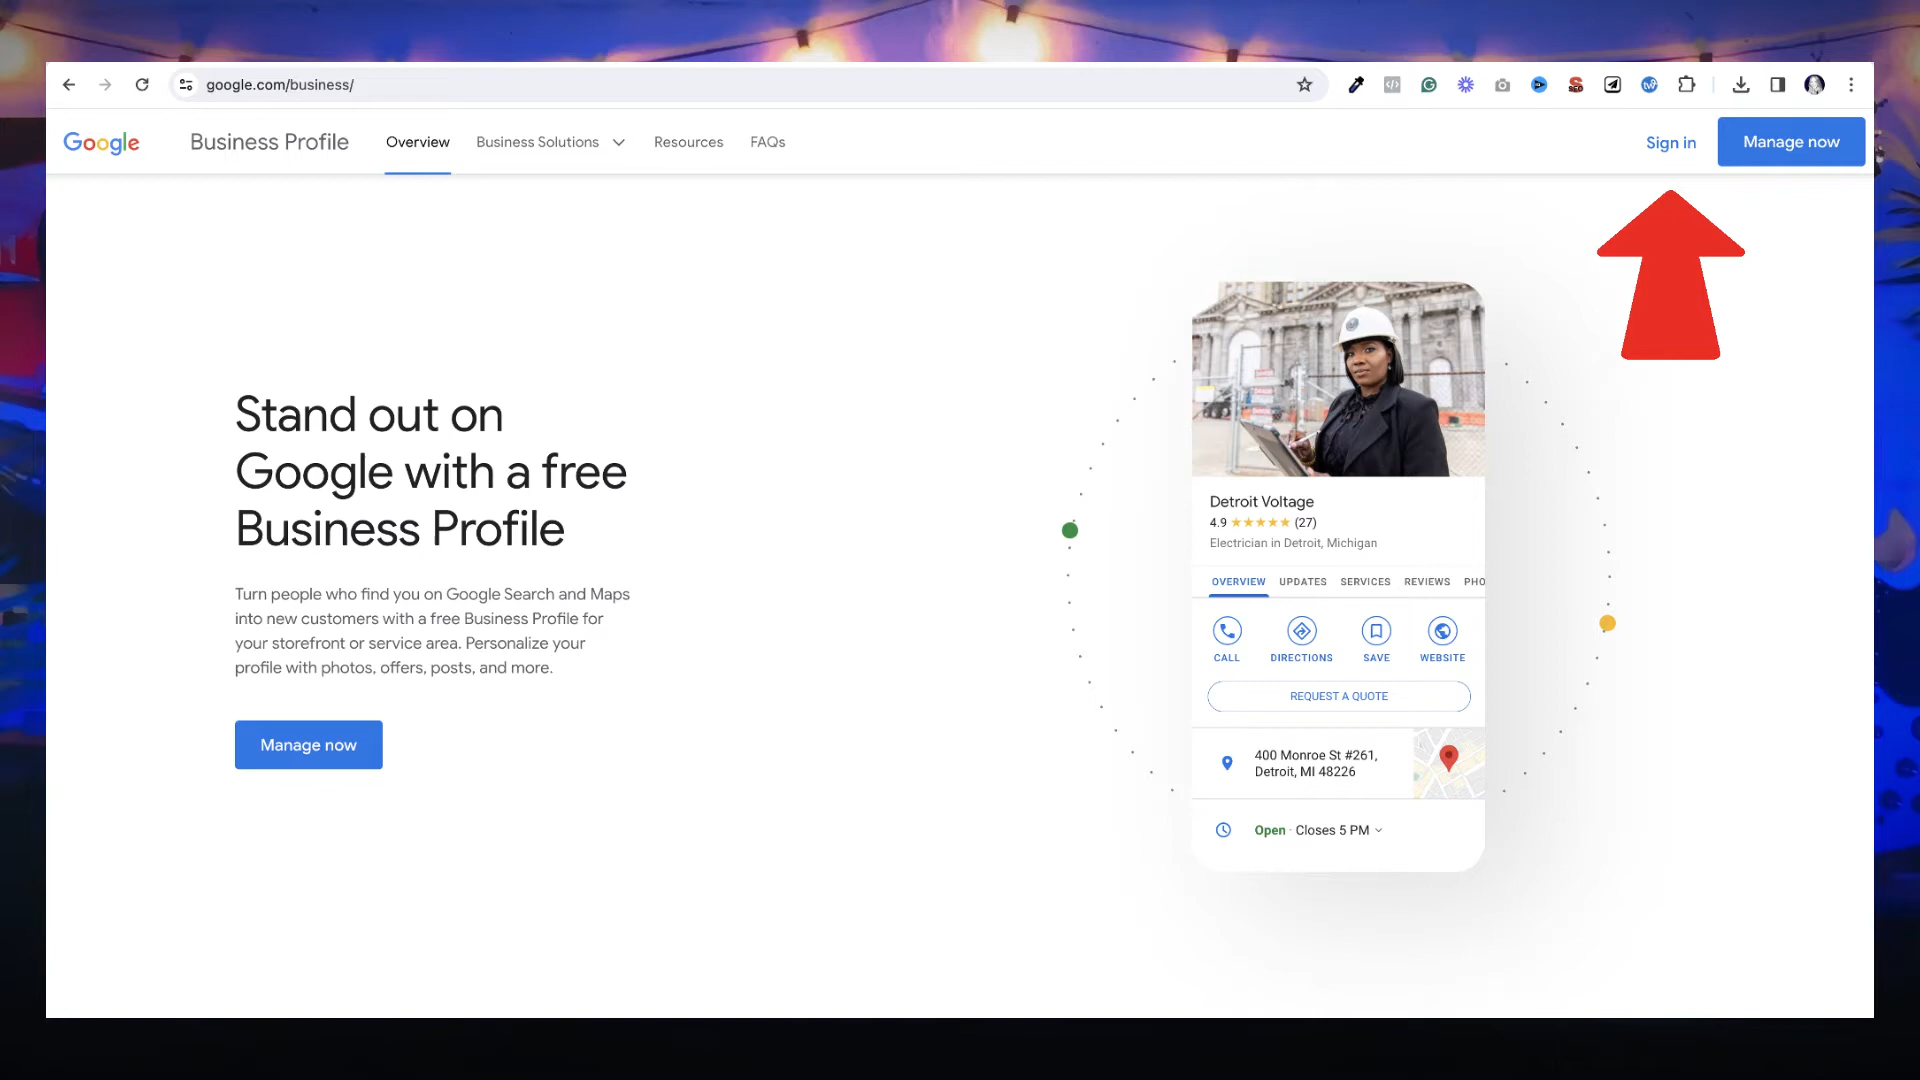 google.com/business/
Google Business Profile Overview Business Solutions Resources FAQs Sign in Manage now
Stand out on
Google with a free
Business Profile
Turn people who find you on Google Search and Maps
into new customers with a free Business Profile for
your storefront or service area. Personalize your
profile with photos, offers, posts, and more.
Manage now
Detroit Voltage
4.9 ★★★★★ (27)
Electrician in Detroit, Michigan
OVERVIEW UPDATES SERVICES REVIEWS PHO
CALL DIRECTIONS SAVE WEBSITE
REQUEST A QUOTE
400 Monroe St #261,
Detroit, MI 48226
Open · Closes 5 PM